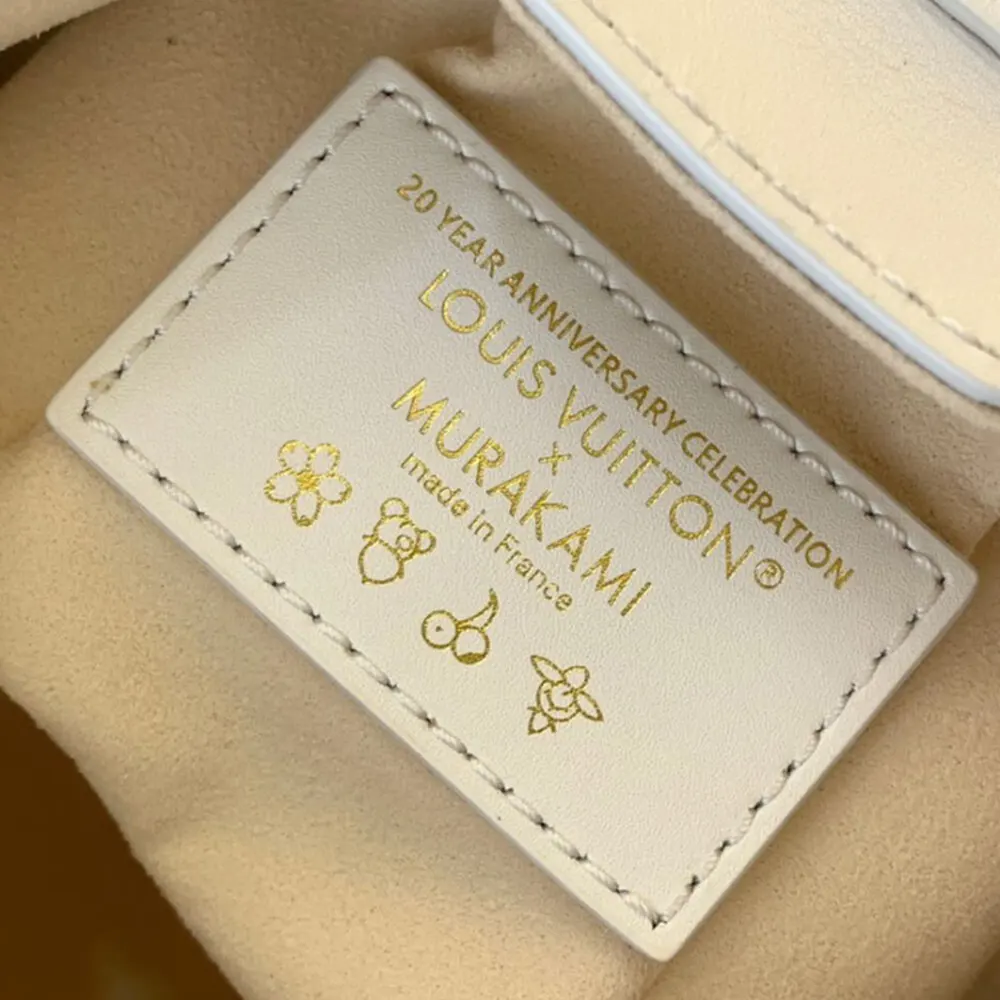 20 YEAR ANNIVERSARY CELEBRATION
LOUIS VUITTON®
×
MURAKAMI
made in France